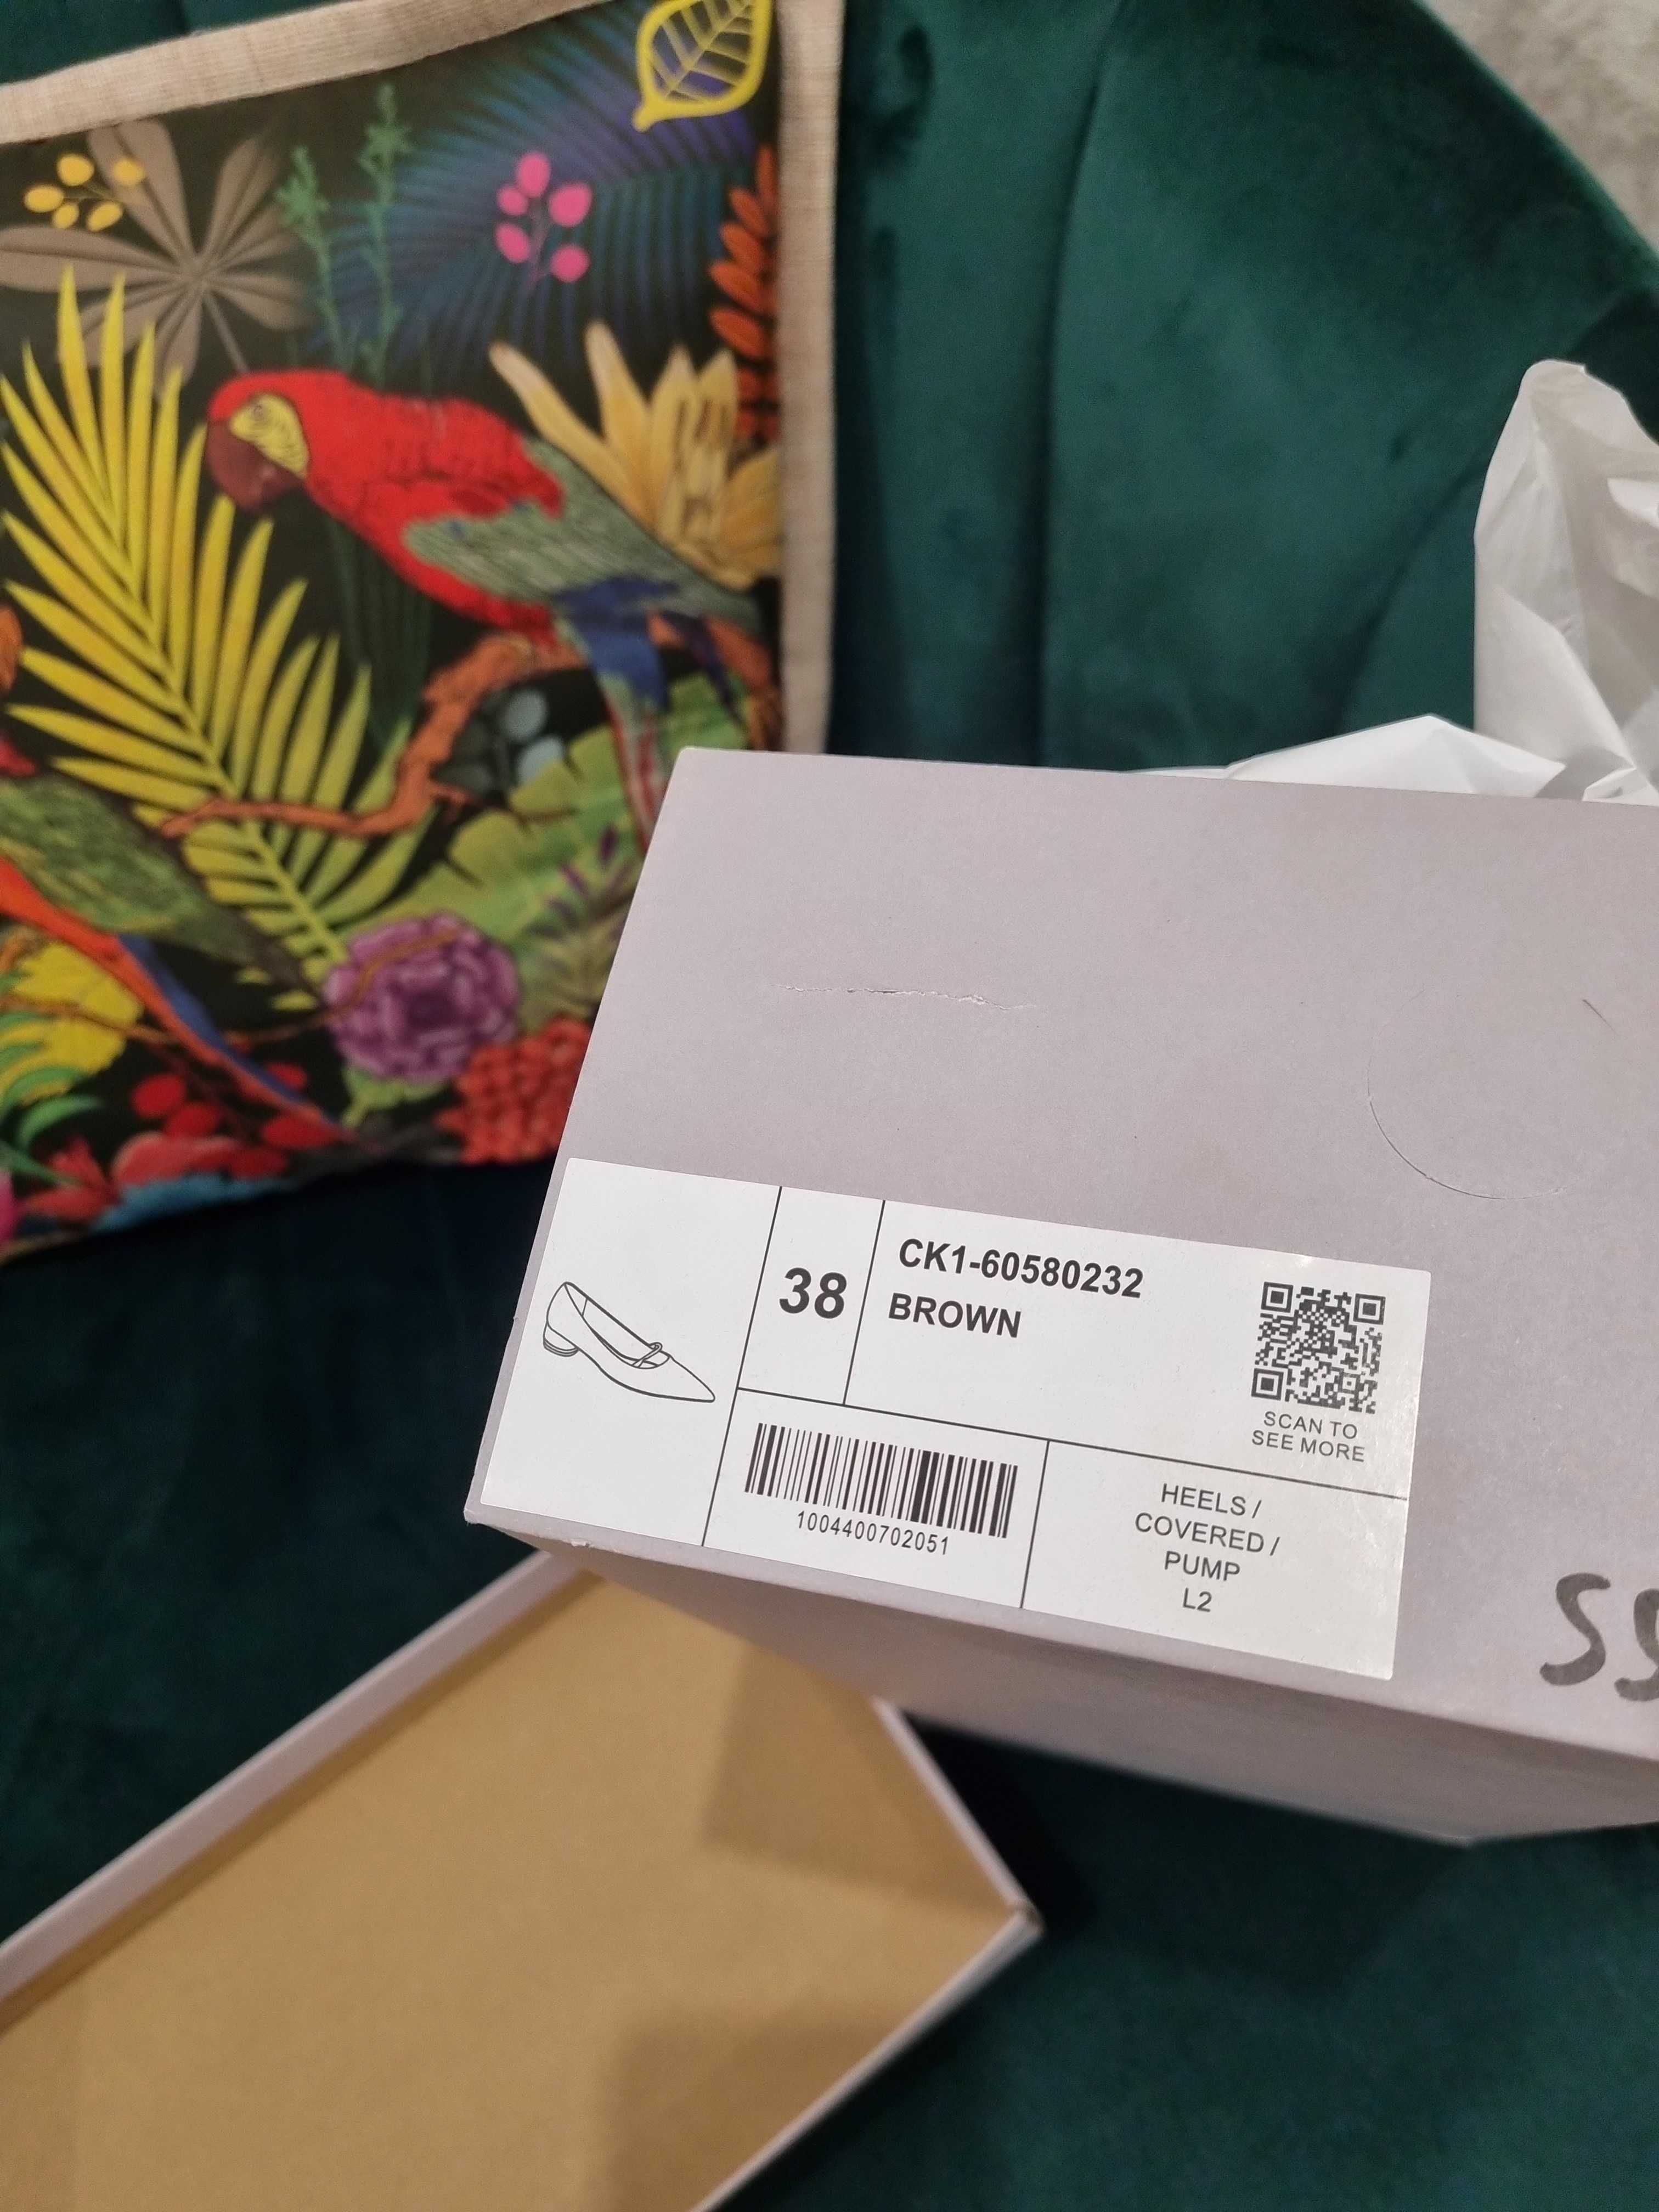 38
CK1-60580232
BROWN
SCAN TO
SEE MORE
1004400702051
HEELS /
COVERED /
PUMP
L2